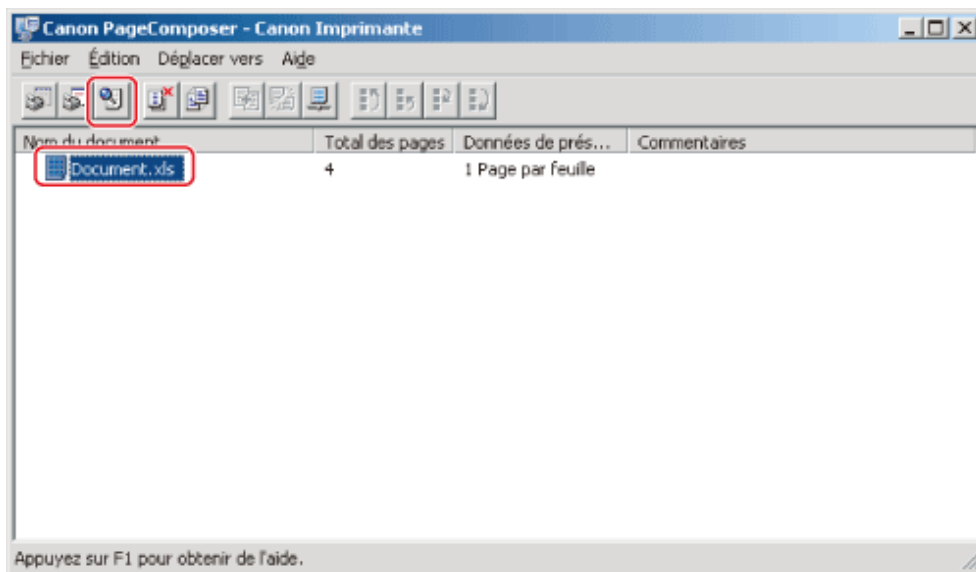 Canon PageComposer - Canon Imprimante
Fichier Édition Déplacer vers Aide
Nom du document Total des pages Données de prés... Commentaires
Document.xls 4 1 Page par feuille
Appuyez sur F1 pour obtenir de l'aide.